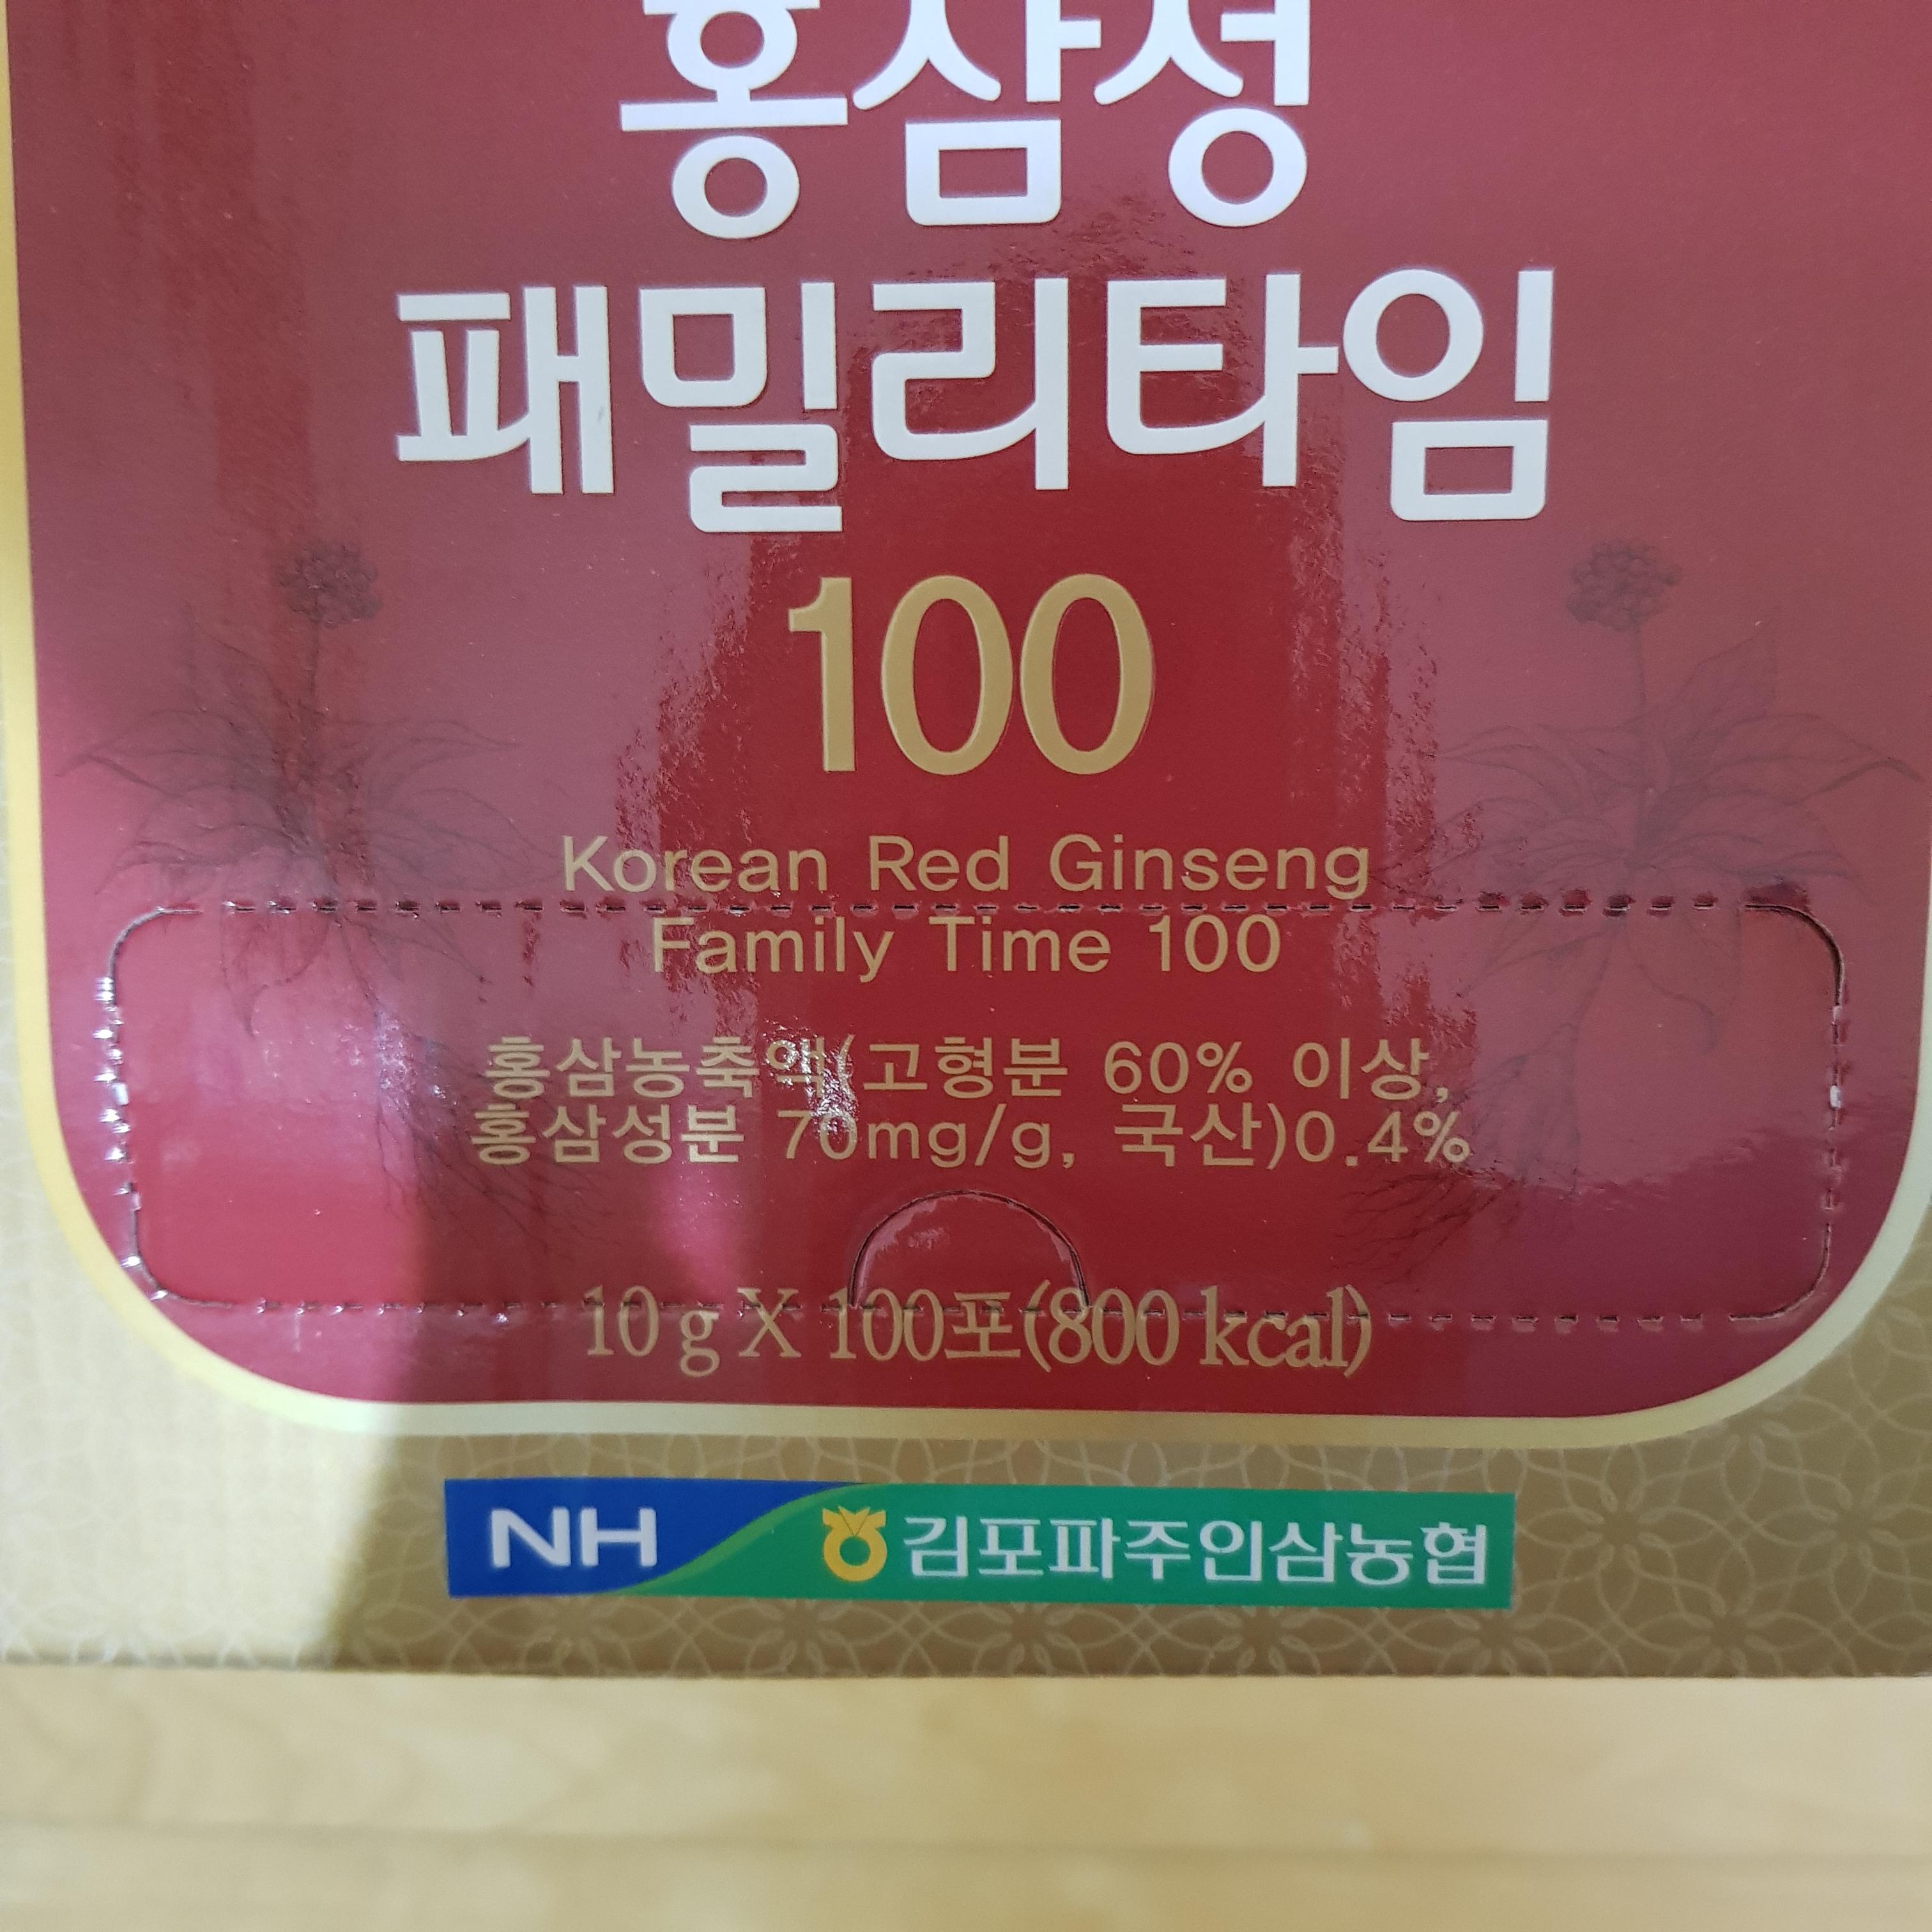 홍삼성
패밀리타임
100
Korean Red Ginseng
Family Time 100
홍삼농축액(고형분 60% 이상,
홍삼성분 70mg/g, 국산)0.4%
10 g X 100포(800 kcal)
NH 김포파주인삼농협